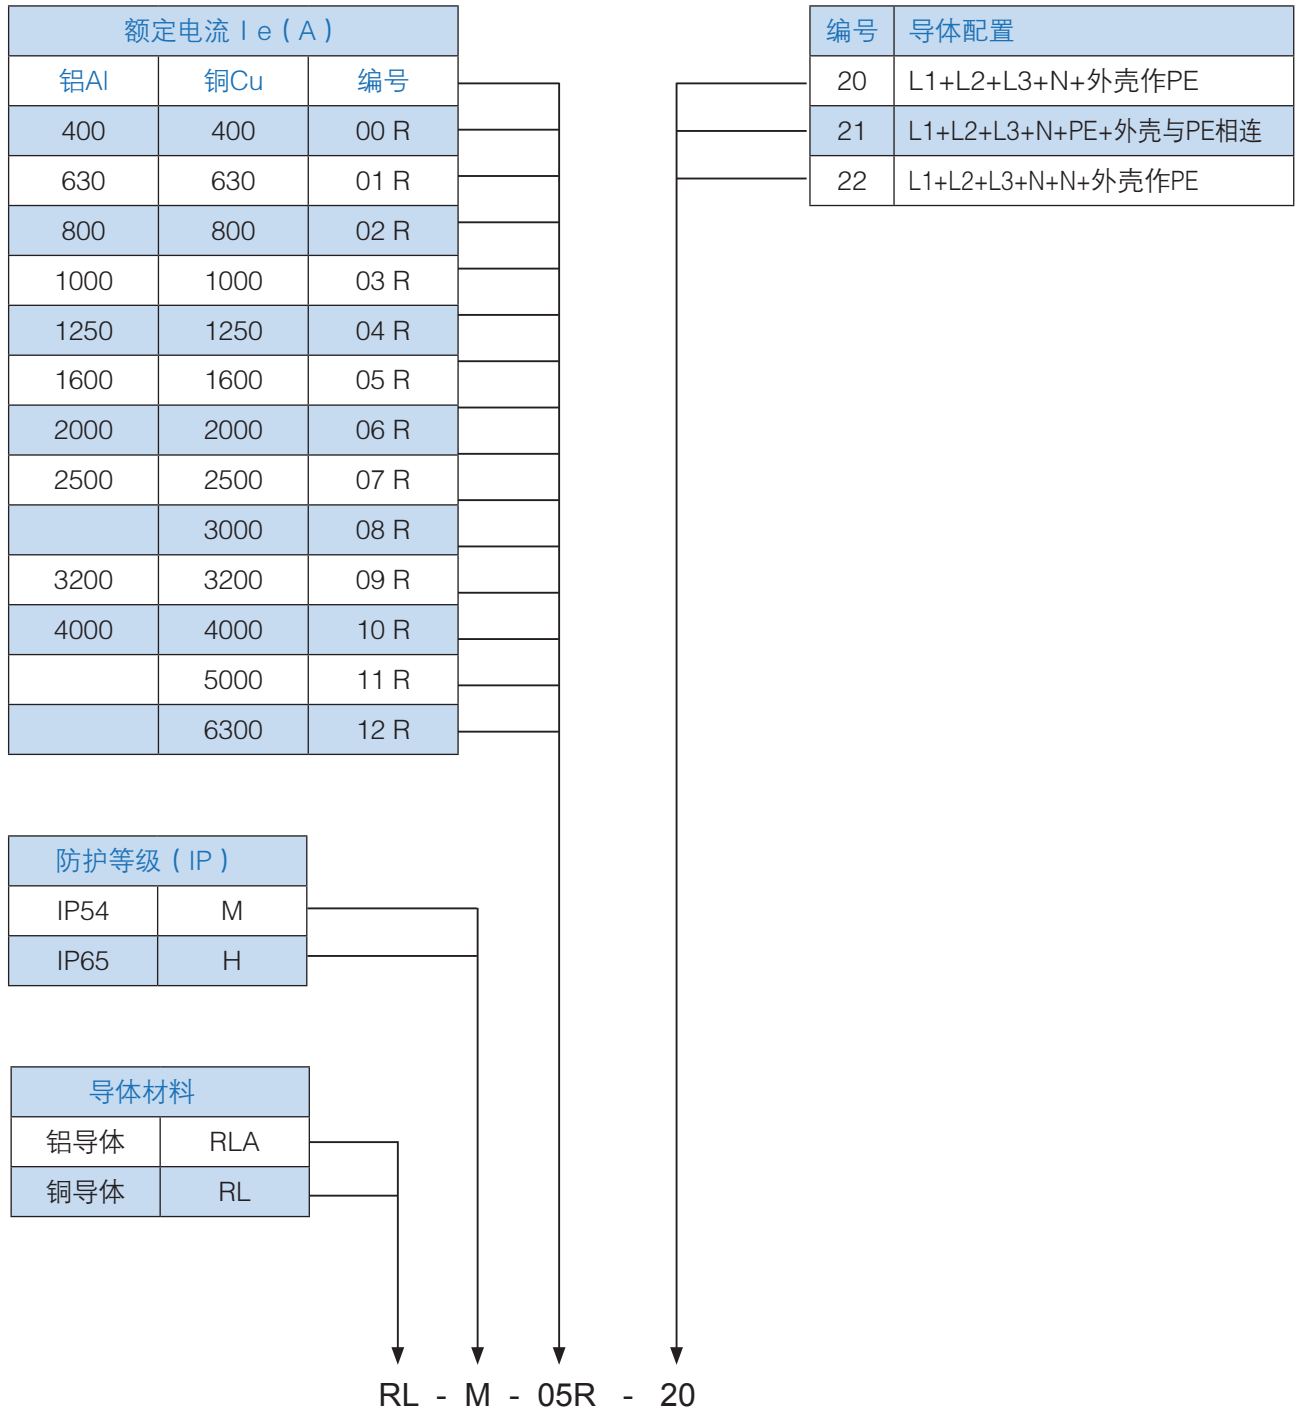 额定电流 I e ( A )
铝Al 铜Cu 编号
400 400 00 R
630 630 01 R
800 800 02 R
1000 1000 03 R
1250 1250 04 R
1600 1600 05 R
2000 2000 06 R
2500 2500 07 R
3000 08 R
3200 3200 09 R
4000 4000 10 R
5000 11 R
6300 12 R
编号 导体配置
20 L1+L2+L3+N+外壳作PE
21 L1+L2+L3+N+PE+外壳与PE相连
22 L1+L2+L3+N+N+外壳作PE
防护等级 ( IP )
IP54 M
IP65 H
导体材料
铝导体 RLA
铜导体 RL
RL - M - 05R - 20